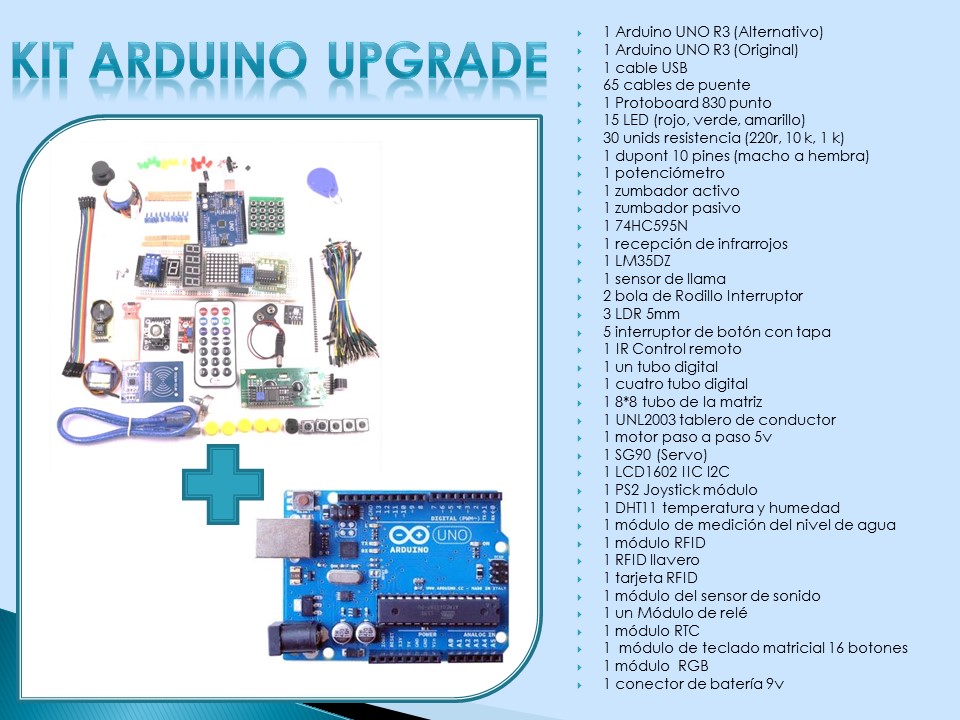 KIT ARDUINO UPGRADE
1 Arduino UNO R3 (Alternativo)
1 Arduino UNO R3 (Original)
1 cable USB
65 cables de puente
1 Protoboard 830 punto
15 LED (rojo, verde, amarillo)
30 unids resistencia (220r, 10 k, 1 k)
1 dupont 10 pines (macho a hembra)
1 potenciómetro
1 zumbador activo
1 zumbador pasivo
1 74HC595N
1 recepción de infrarrojos
1 LM35DZ
1 sensor de llama
2 bola de Rodillo Interruptor
3 LDR 5mm
5 interruptor de botón con tapa
1 IR Control remoto
1 un tubo digital
1 cuatro tubo digital
1 8*8 tubo de la matriz
1 UNL2003 tablero de conductor
1 motor paso a paso 5v
1 SG90 (Servo)
1 LCD1602 IIC I2C
1 PS2 Joystick módulo
1 DHT11 temperatura y humedad
1 módulo de medición del nivel de agua
1 módulo RFID
1 RFID llavero
1 tarjeta RFID
1 módulo del sensor de sonido
1 un Módulo de relé
1 módulo RTC
1 módulo de teclado matricial 16 botones
1 módulo RGB
1 conector de batería 9v
DIGITAL (PWM~)
UNO
ARDUINO
ON
POWER
ANALOG IN